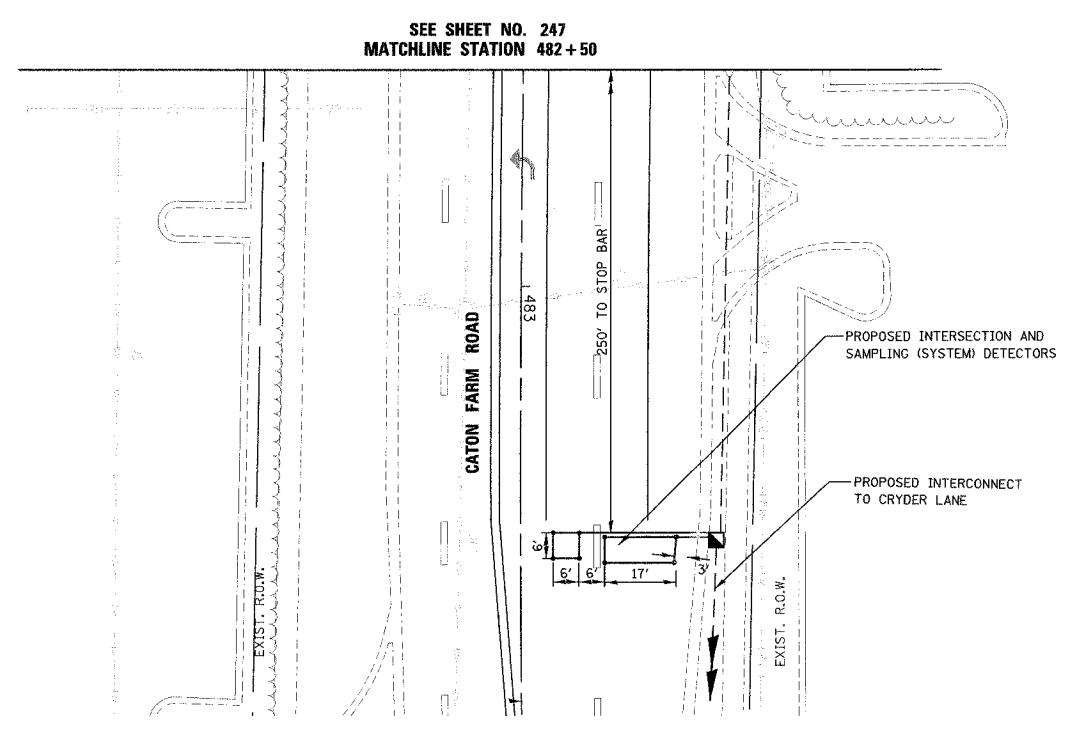 SEE SHEET NO. 247
MATCHLINE STATION 482+50
250' TO STOP BAR
483
CATON FARM ROAD
PROPOSED INTERSECTION AND
SAMPLING (SYSTEM) DETECTORS
PROPOSED INTERCONNECT
TO CRYDER LANE
6'
6'
6'
17'
3'
EXIST. R.O.W.
EXIST. R.O.W.